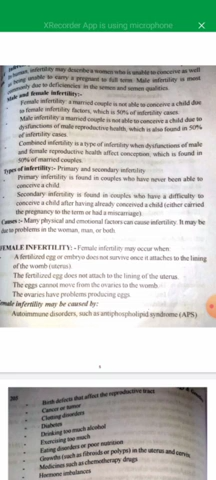 XRecorder App is using microphone
infertility may describe women who is unable to conceive as well
as being unable to carry a pregnancy to full term. Male infertility is most
commonly due to deficiencies in the semen and semen qualities.
Male and female infertility:-
Female infertility: a married couple is not able to conceive a child due
to female infertility factors, which is 50% of infertility cases.
Male infertility a married couple is not able to conceive a child due to
dysfunctions of male reproductive health, which is also found in 50%
of infertility cases.
Combined infertility is a type of infertility when dysfunctions of male
and female reproductive health affect conception, which is found in
50% of married couples.
Types of infertility:- Primary and secondary infertility
Primary infertility is found in couples who have never been able to
conceive a child.
Secondary infertility is found in couples who have a difficulty to
conceive a child after having already conceived a child (either carried
the pregnancy to the term or had a miscarriage).
Causes :- Many physical and emotional factors can cause infertility. It may be
due to problems in the woman, man, or both.
FEMALE INFERTILITY: - Female infertility may occur when:
A fertilized egg or embryo does not survive once it attaches to the lining
of the womb (uterus).
The fertilized egg does not attach to the lining of the uterus.
The eggs cannot move from the ovaries to the womb.
The ovaries have problems producing eggs.
Female infertility may be caused by:
Autoimmune disorders, such as antiphospholipid syndrome (APS)
Birth defects that affect the reproductive tract
Cancer or tumor
Clotting disorders
Diabetes
Drinking too much alcohol
Exercising too much
Eating disorders or poor nutrition
Growths (such as fibroids or polyps) in the uterus and cervix
Medicines such as chemotherapy drugs
Hormone imbalances